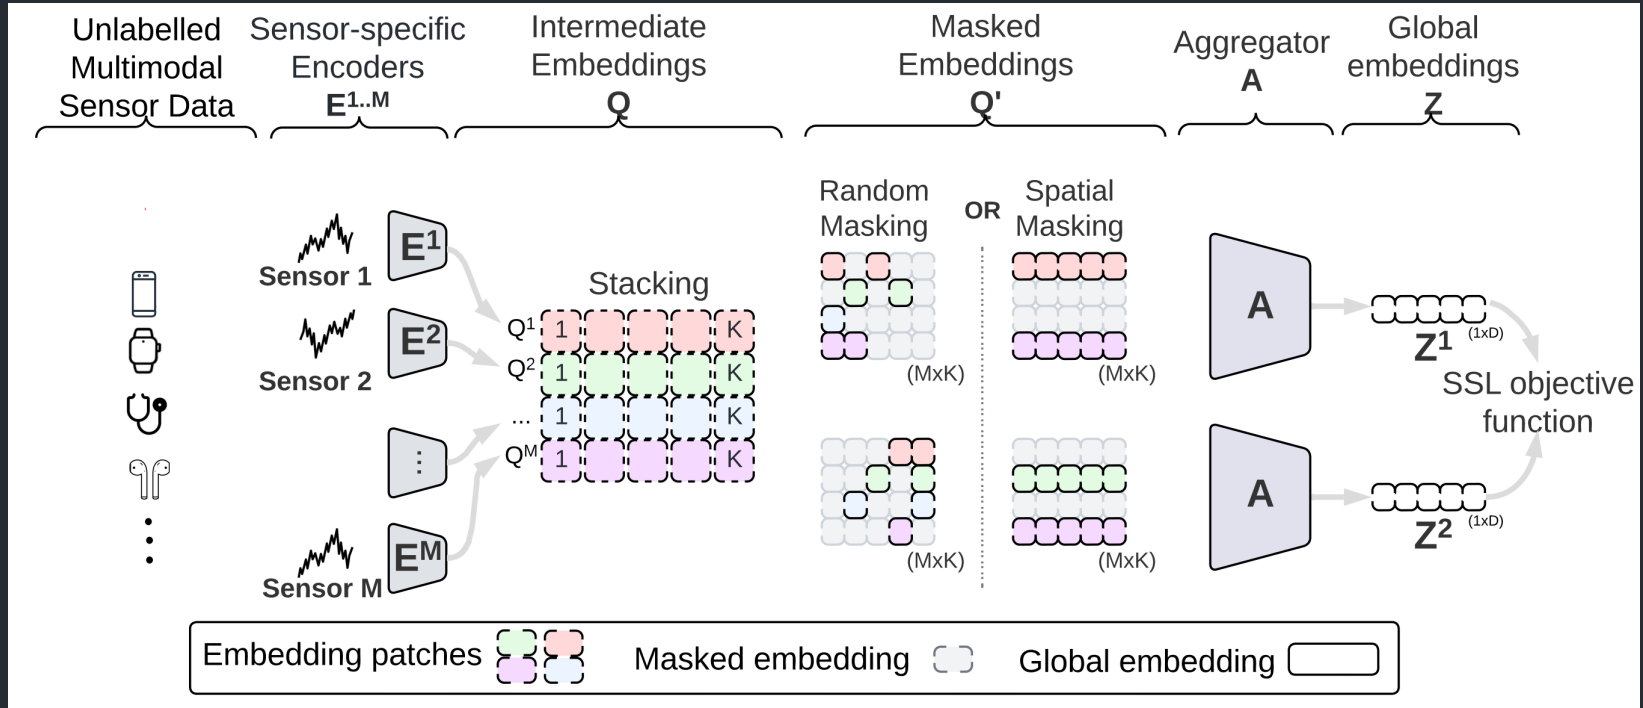 Unlabelled
Multimodal
Sensor Data
Sensor-specific
Encoders
E1..M
Intermediate
Embeddings
Q
Masked
Embeddings
Q'
Aggregator
A
Global
embeddings
Z
Sensor 1
E1
Sensor 2
E2
...
Sensor M
EM
Stacking
Q1 1 K
Q2 1 K
... 1 K
QM 1 K
Random
Masking
OR
Spatial
Masking
(MxK)
(MxK)
(MxK)
(MxK)
A
A
Z1 (1xD)
SSL objective
function
Z2 (1xD)
Embedding patches
Masked embedding
Global embedding